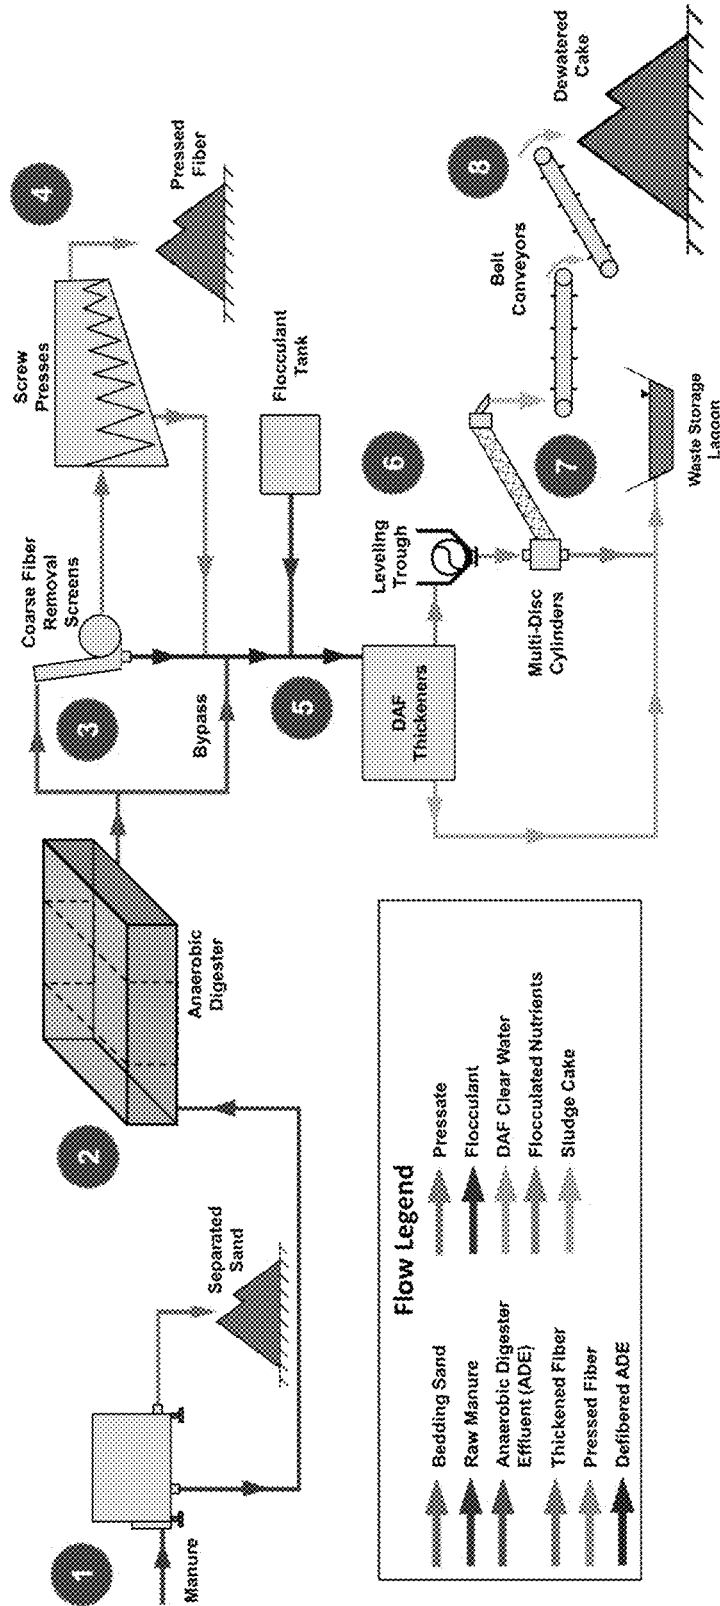 1
Manure
Separated
Sand
2
Anaerobic
Digester
3
Coarse Fiber
Removal
Screens
Bypass
Screw
Presses
4
Pressed
Fiber
Flocculant
Tank
5
DAF
Thickeners
6
Leveling
Trough
Multi-Disc
Cylinders
7
Belt
Conveyors
8
Dewatered
Cake
Waste Storage
Lagoon
Flow Legend
Bedding Sand
Raw Manure
Anaerobic Digester
Effluent (ADE)
Thickened Fiber
Pressed Fiber
Defibered ADE
Pressate
Flocculant
DAF Clear Water
Flocculated Nutrients
Sludge Cake